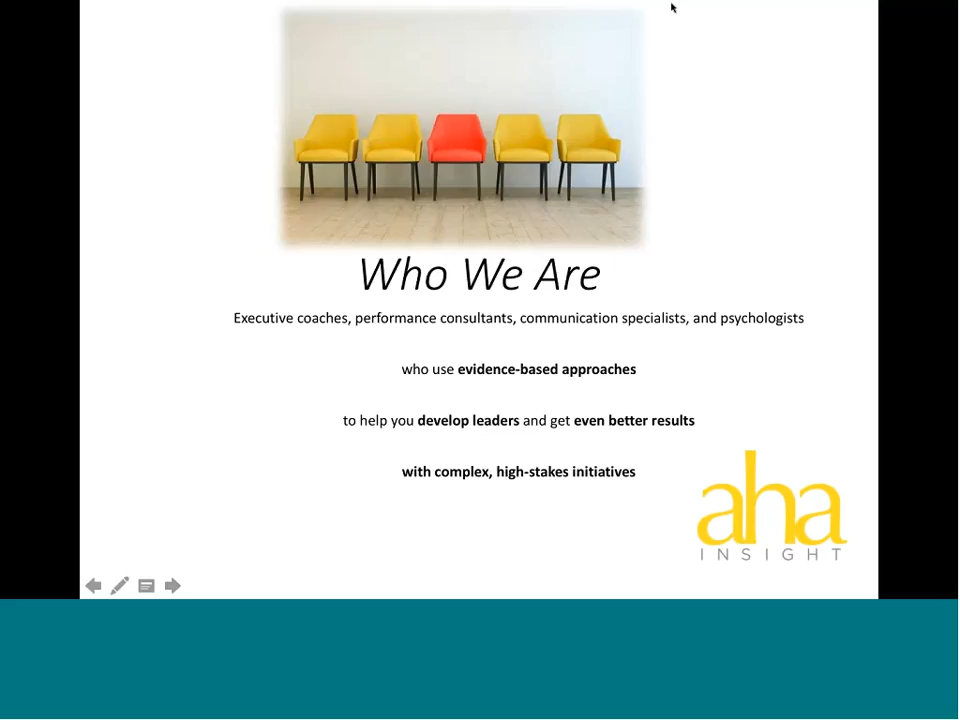 Who We Are
Executive coaches, performance consultants, communication specialists, and psychologists
who use evidence-based approaches
to help you develop leaders and get even better results
with complex, high-stakes initiatives
aha
INSIGHT